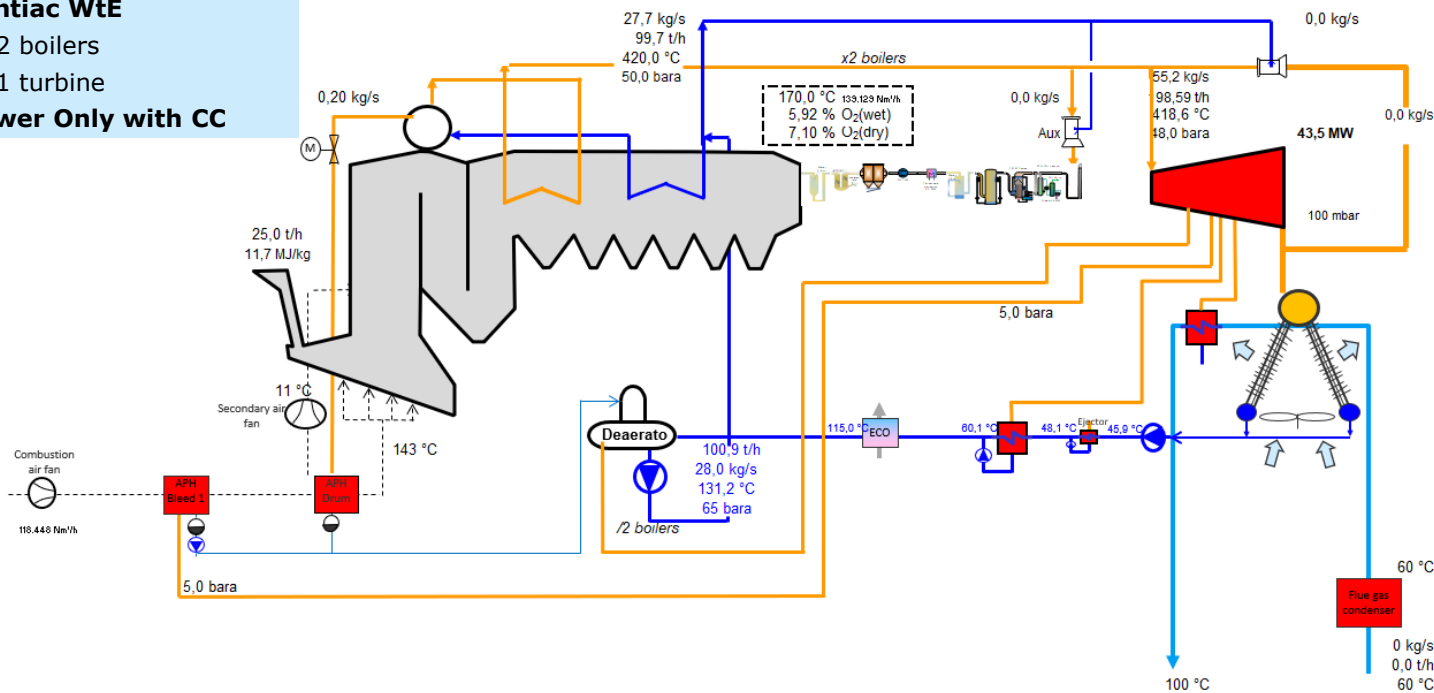 ntiac WtE
2 boilers
1 turbine
wer Only with CC
27,7 kg/s
99,7 t/h
420,0 °C
50,0 bara
x2 boilers
0,0 kg/s
0,20 kg/s
M
170,0 °C 139.129 Nm³/h
5,92 % O₂(wet)
7,10 % O₂(dry)
0,0 kg/s
Aux
55,2 kg/s
98,59 t/h
418,6 °C
48,0 bara
43,5 MW
0,0 kg/s
100 mbar
25,0 t/h
11,7 MJ/kg
5,0 bara
11 °C
Secondary air
fan
143 °C
Deaerato
115,0 °C
ECO
60,1 °C
48,1 °C
Ejector
45,9 °C
100,9 t/h
28,0 kg/s
131,2 °C
65 bara
/2 boilers
Combustion
air fan
118.448 Nm³/h
APH
Bleed 1
APH
Drum
5,0 bara
60 °C
Flue gas
condenser
0 kg/s
0,0 t/h
60 °C
100 °C